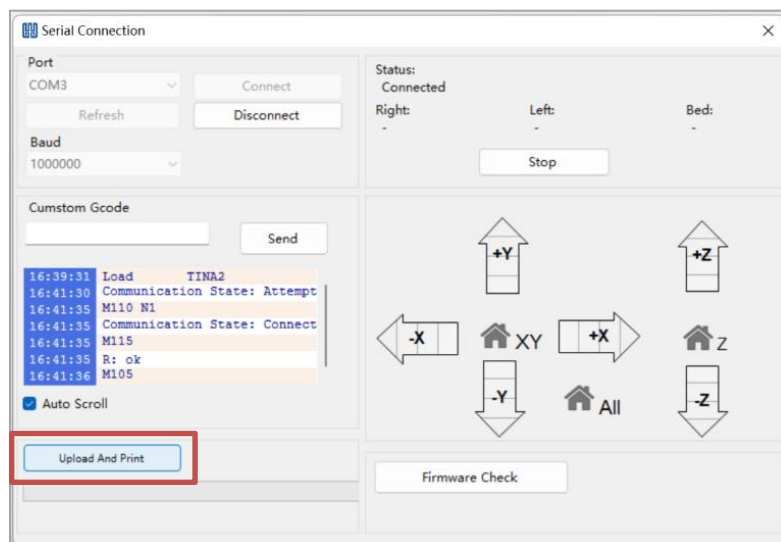 Serial Connection
Port
COM3
Connect
Refresh
Disconnect
Baud
1000000
Status:
Connected
Right:
Left:
Bed:
-
-
-
Stop
Cumstom Gcode
Send
16:39:31 Load TINA2
16:41:30 Communication State: Attempt
16:41:35 M110 N1
16:41:35 Communication State: Connect
16:41:35 M115
16:41:35 R: ok
16:41:36 M105
Auto Scroll
+Y
+Z
-X
XY
+X
Z
-Y
All
-Z
Upload And Print
Firmware Check